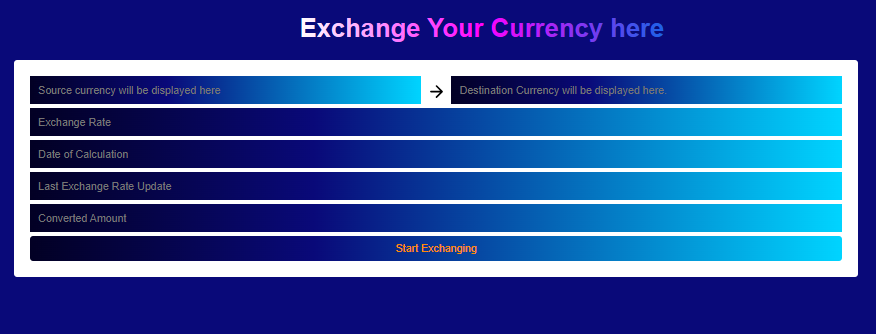 Exchange Your Currency here
Source currency will be displayed here
Destination Currency will be displayed here.
Exchange Rate
Date of Calculation
Last Exchange Rate Update
Converted Amount
Start Exchanging